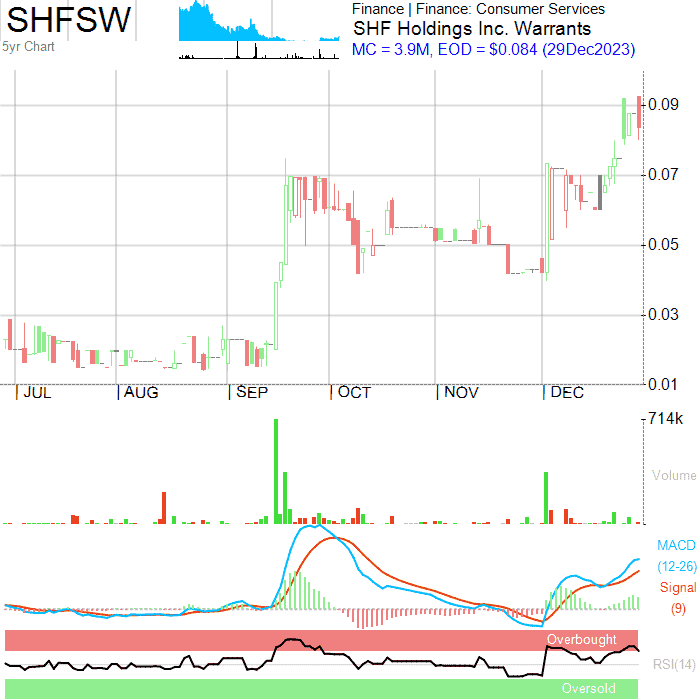 SHFSW
5yr Chart
Finance | Finance: Consumer Services
SHF Holdings Inc. Warrants
MC = 3.9M, EOD = $0.084 (29Dec2023)
0.09
0.07
0.05
0.03
0.01
JUL AUG SEP OCT NOV DEC
714k
Volume
MACD
(12-26)
Signal
(9)
Overbought
RSI(14)
Oversold